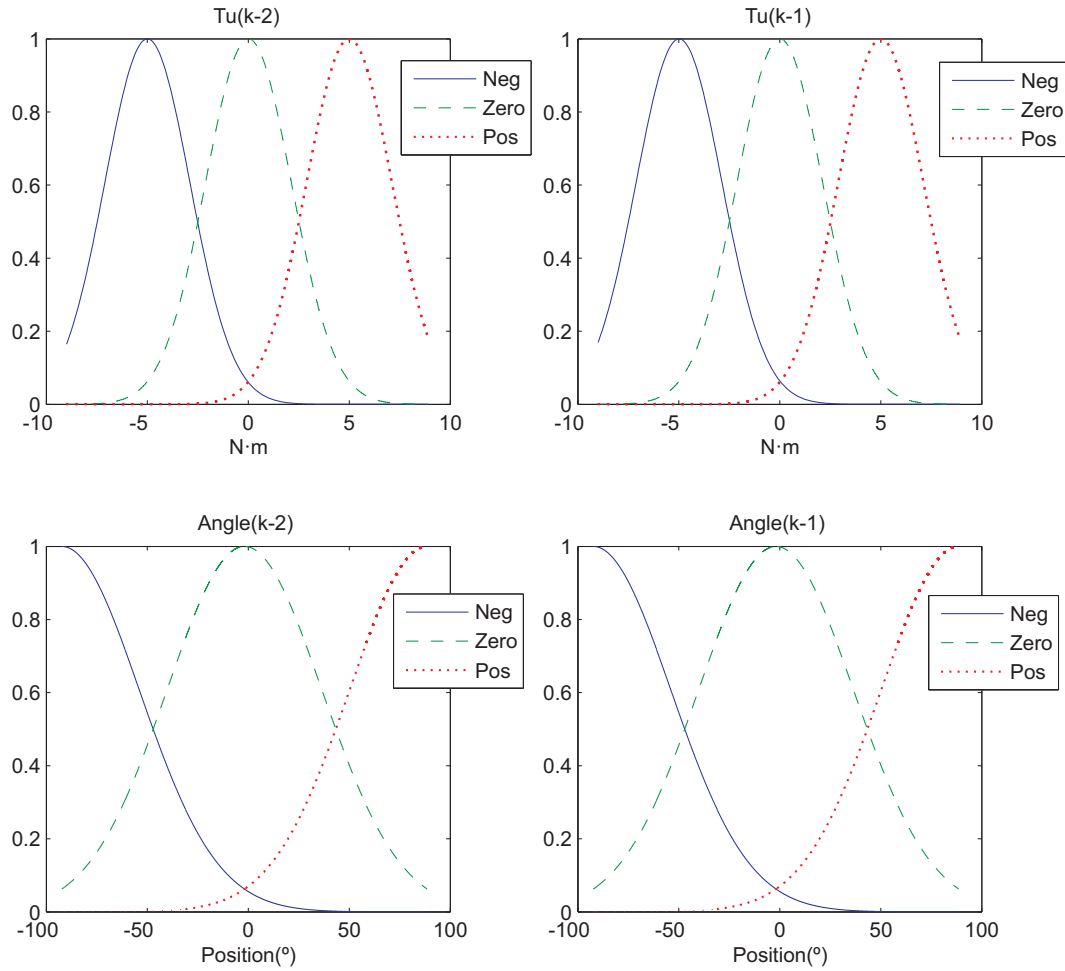 Tu(k-2)
1
0.8
0.6
0.4
0.2
0
-10
-5
0
5
10
N·m
Neg
Zero
Pos
Tu(k-1)
1
0.8
0.6
0.4
0.2
0
-10
-5
0
5
10
N·m
Neg
Zero
Pos
Angle(k-2)
1
0.8
0.6
0.4
0.2
0
-100
-50
0
50
100
Position(º)
Neg
Zero
Pos
Angle(k-1)
1
0.8
0.6
0.4
0.2
0
-100
-50
0
50
100
Position(º)
Neg
Zero
Pos